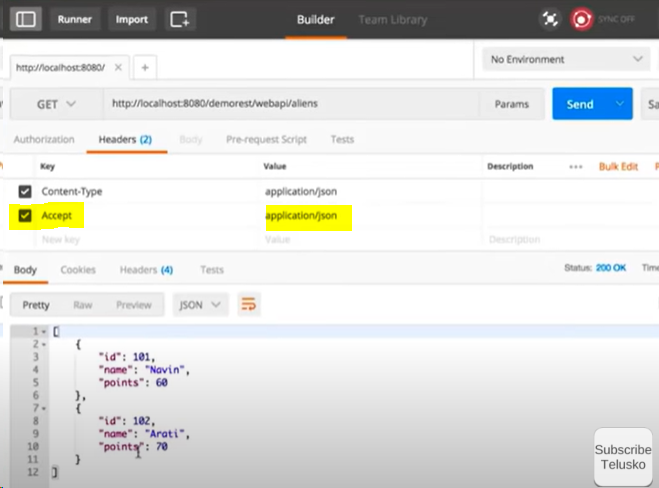 Runner Import Builder Team Library SYNC OFF
http://localhost:8080/ No Environment
GET http://localhost:8080/demorest/webapi/aliens Params Send
Authorization Headers (2) Body Pre-request Script Tests
Key Value Description Bulk Edit
Content-Type application/json
Accept application/json
New key Value Description
Body Cookies Headers (4) Tests Status: 200 OK
Pretty Raw Preview JSON
1 [
2 {
3 "id": 101,
4 "name": "Navin",
5 "points": 60
6 },
7 {
8 "id": 102,
9 "name": "Arati",
10 "points": 70
11 }
12 ]
Subscribe
Telusko